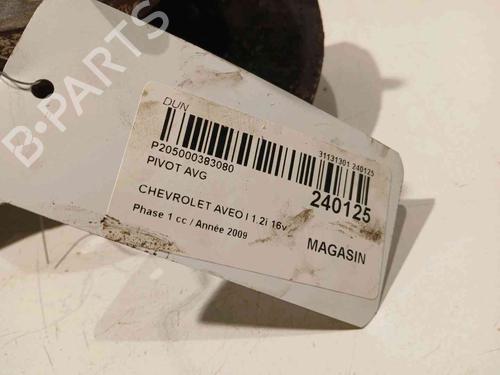 B-PARTS
DUN
P205000383080
PIVOT AVG
31131301 240125
240125
CHEVROLET AVEO I 1.2i 16v
Phase 1 cc / Année 2009
MAGASIN